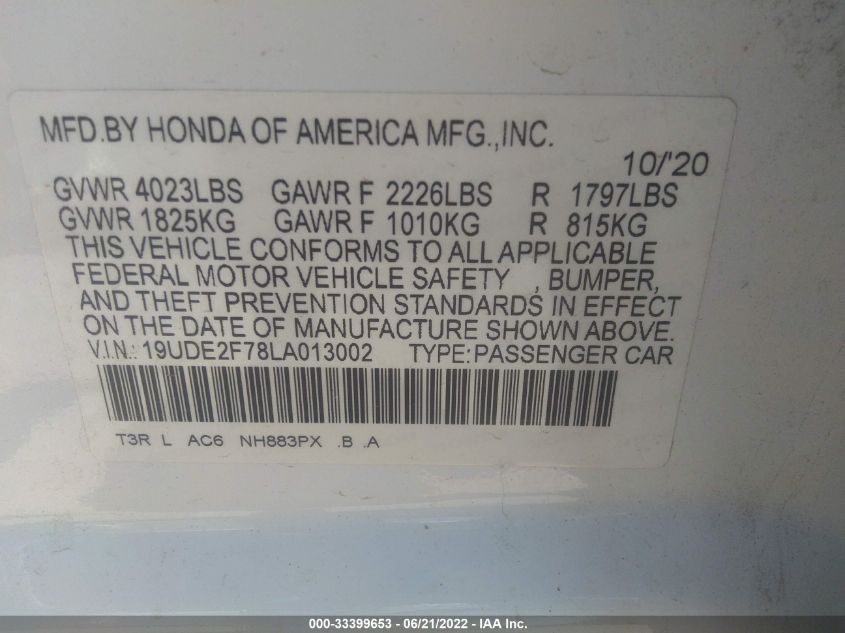 MFD.BY HONDA OF AMERICA MFG.,INC.
10/'20
GVWR 4023LBS GAWR F 2226LBS R 1797LBS
GVWR 1825KG GAWR F 1010KG R 815KG
THIS VEHICLE CONFORMS TO ALL APPLICABLE
FEDERAL MOTOR VEHICLE SAFETY , BUMPER,
AND THEFT PREVENTION STANDARDS IN EFFECT
ON THE DATE OF MANUFACTURE SHOWN ABOVE.
V.I.N.: 19UDE2F78LA013002 TYPE:PASSENGER CAR
T3R L AC6 NH883PX .B .A
000-33399653 - 06/21/2022 - IAA Inc.